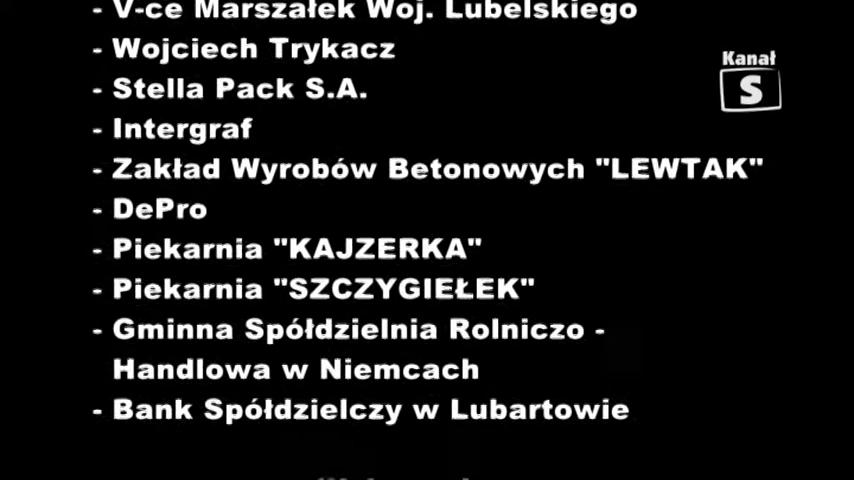 - V-ce Marszałek Woj. Lubelskiego
- Wojciech Trykacz
Kanał
S
- Stella Pack S.A.
- Intergraf
- Zakład Wyrobów Betonowych "LEWTAK"
- DePro
- Piekarnia "KAJZERKA"
- Piekarnia "SZCZYGIEŁEK"
- Gminna Spółdzielnia Rolniczo -
Handlowa w Niemcach
- Bank Spółdzielczy w Lubartowie